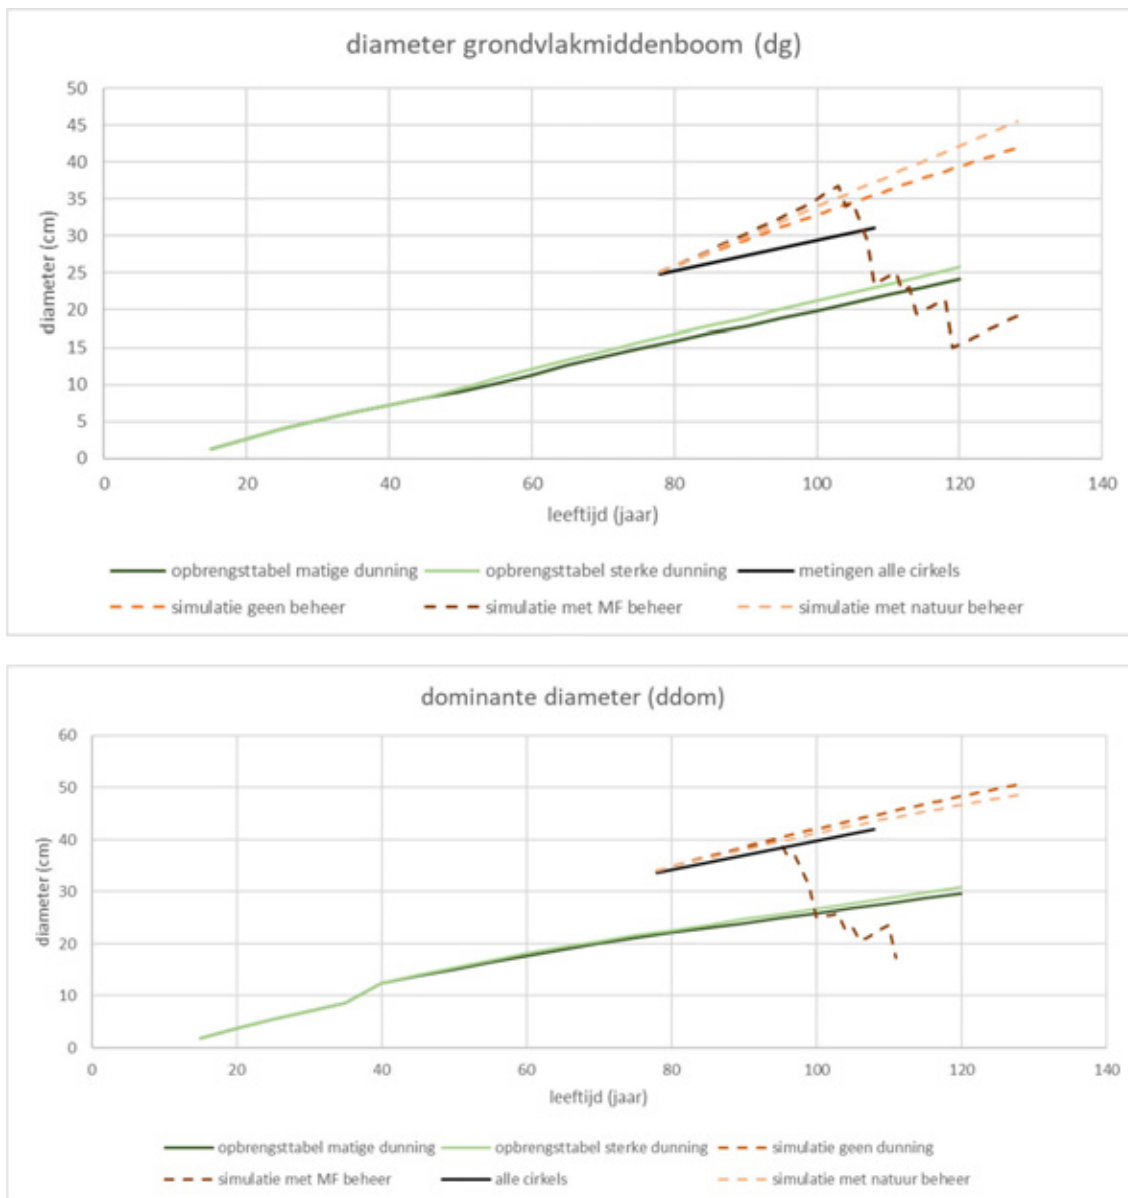 diameter grondvlakmiddenboom (dg)
50
45
40
35
30
25
20
15
10
5
0
diameter (cm)
0 20 40 60 80 100 120 140
leeftijd (jaar)
opbrengsttabel matige dunning opbrengsttabel sterke dunning metingen alle cirkels
simulatie geen beheer simulatie met MF beheer simulatie met natuur beheer
dominante diameter (ddom)
60
50
40
30
20
10
0
diameter (cm)
0 20 40 60 80 100 120 140
leeftijd (jaar)
opbrengsttabel matige dunning opbrengsttabel sterke dunning simulatie geen dunning
simulatie met MF beheer alle cirkels simulatie met natuur beheer